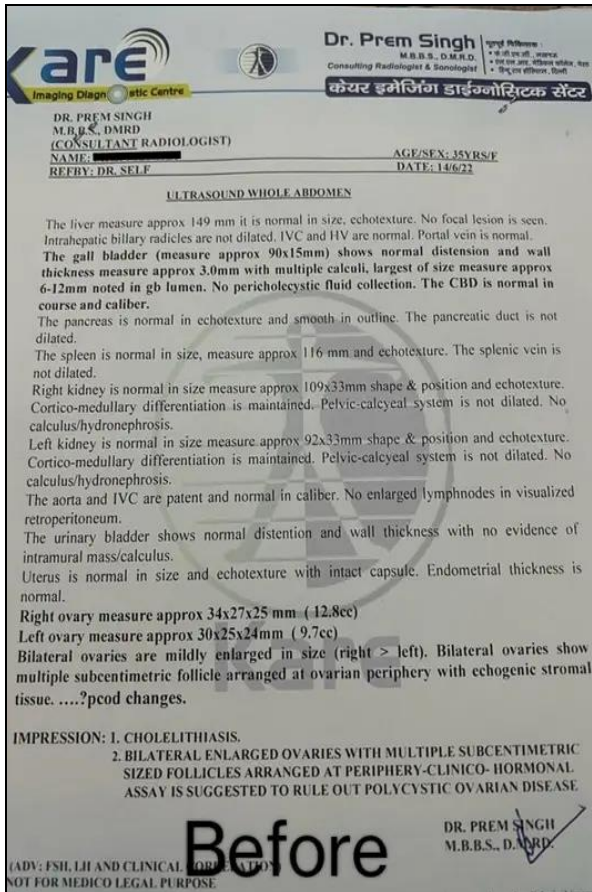 Kare
Imaging Diagnostic Centre
Dr. Prem Singh
M.B.B.S., D.M.R.D.
Consulting Radiologist & Sonologist
केयर इमेजिंग डाईग्नोस्टिक सेंटर
DR. PREM SINGH
M.B.B.S., DMRD
(CONSULTANT RADIOLOGIST)
NAME: AGE/SEX: 35YRS/F
REFBY: DR. SELF DATE: 14/6/22
ULTRASOUND WHOLE ABDOMEN
The liver measure approx 149 mm it is normal in size, echotexture. No focal lesion is seen.
Intrahepatic billary radicles are not dilated. IVC and HV are normal. Portal vein is normal.
The gall bladder (measure approx 90x15mm) shows normal distension and wall
thickness measure approx 3.0mm with multiple calculi, largest of size measure approx
6-12mm noted in gb lumen. No pericholecystic fluid collection. The CBD is normal in
course and caliber.
The pancreas is normal in echotexture and smooth in outline. The pancreatic duct is not
dilated.
The spleen is normal in size, measure approx 116 mm and echotexture. The splenic vein is
not dilated.
Right kidney is normal in size measure approx 109x33mm shape & position and echotexture.
Cortico-medullary differentiation is maintained. Pelvic-calcyeal system is not dilated. No
calculus/hydronephrosis.
Left kidney is normal in size measure approx 92x33mm shape & position and echotexture.
Cortico-medullary differentiation is maintained. Pelvic-calcyeal system is not dilated. No
calculus/hydronephrosis.
The aorta and IVC are patent and normal in caliber. No enlarged lymphnodes in visualized
retroperitoneum.
The urinary bladder shows normal distention and wall thickness with no evidence of
intramural mass/calculus.
Uterus is normal in size and echotexture with intact capsule. Endometrial thickness is
normal.
Right ovary measure approx 34x27x25 mm ( 12.8cc)
Left ovary measure approx 30x25x24mm ( 9.7cc)
Bilateral ovaries are mildly enlarged in size (right > left). Bilateral ovaries show
multiple subcentimetric follicle arranged at ovarian periphery with echogenic stromal
tissue. ....?pcod changes.
Kare
IMPRESSION: 1. CHOLELITHIASIS.
2. BILATERAL ENLARGED OVARIES WITH MULTIPLE SUBCENTIMETRIC
SIZED FOLLICLES ARRANGED AT PERIPHERY-CLINICO- HORMONAL
ASSAY IS SUGGESTED TO RULE OUT POLYCYSTIC OVARIAN DISEASE
DR. PREM SINGH
M.B.B.S., D.MRD.
Before
(ADV: FSH, LH AND CLINICAL
NOT FOR MEDICO LEGAL PURPOSE